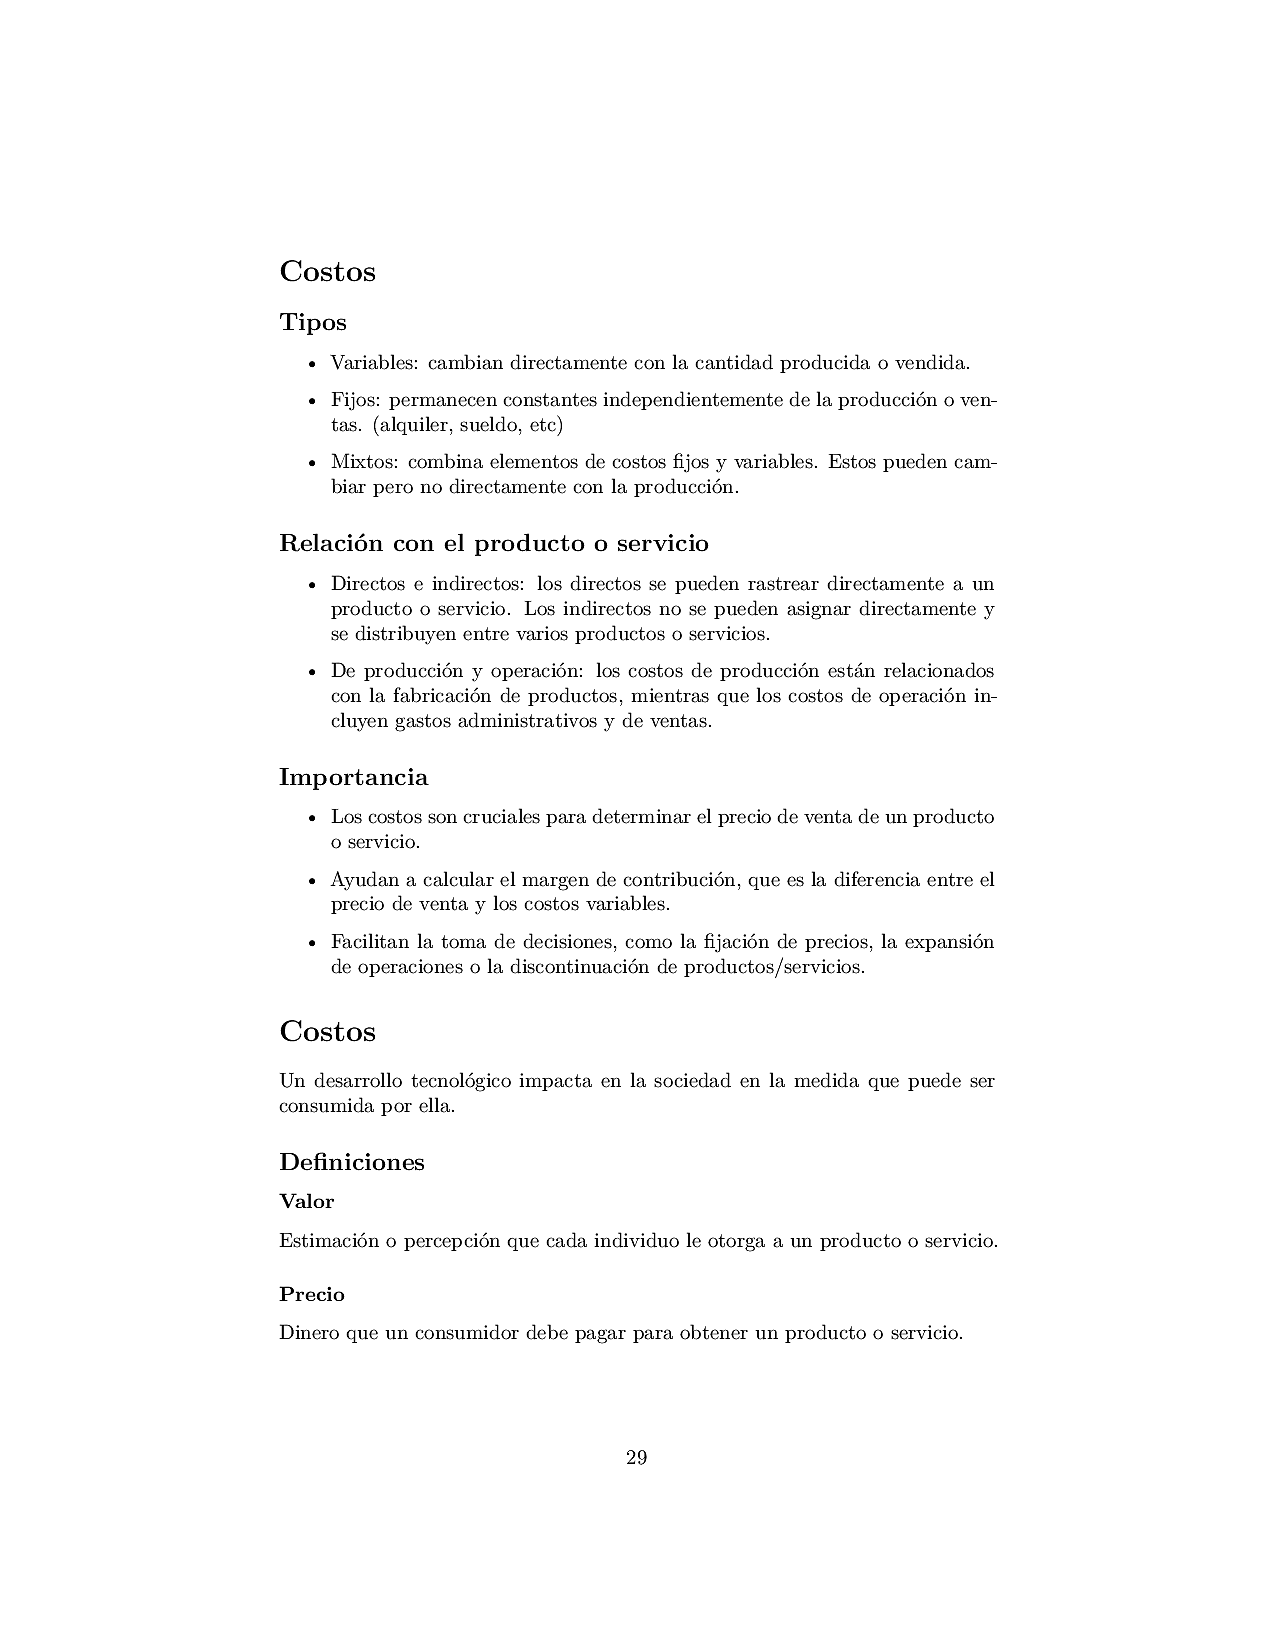 Costos
Tipos
• Variables: cambian directamente con la cantidad producida o vendida.
• Fijos: permanecen constantes independientemente de la producción o ven-
tas. (alquiler, sueldo, etc)
• Mixtos: combina elementos de costos fijos y variables. Estos pueden cam-
biar pero no directamente con la producción.
Relación con el producto o servicio
• Directos e indirectos: los directos se pueden rastrear directamente a un
producto o servicio. Los indirectos no se pueden asignar directamente y
se distribuyen entre varios productos o servicios.
• De producción y operación: los costos de producción están relacionados
con la fabricación de productos, mientras que los costos de operación in-
cluyen gastos administrativos y de ventas.
Importancia
• Los costos son cruciales para determinar el precio de venta de un producto
o servicio.
• Ayudan a calcular el margen de contribución, que es la diferencia entre el
precio de venta y los costos variables.
• Facilitan la toma de decisiones, como la fijación de precios, la expansión
de operaciones o la discontinuación de productos/servicios.
Costos
Un desarrollo tecnológico impacta en la sociedad en la medida que puede ser
consumida por ella.
Definiciones
Valor
Estimación o percepción que cada individuo le otorga a un producto o servicio.
Precio
Dinero que un consumidor debe pagar para obtener un producto o servicio.
29